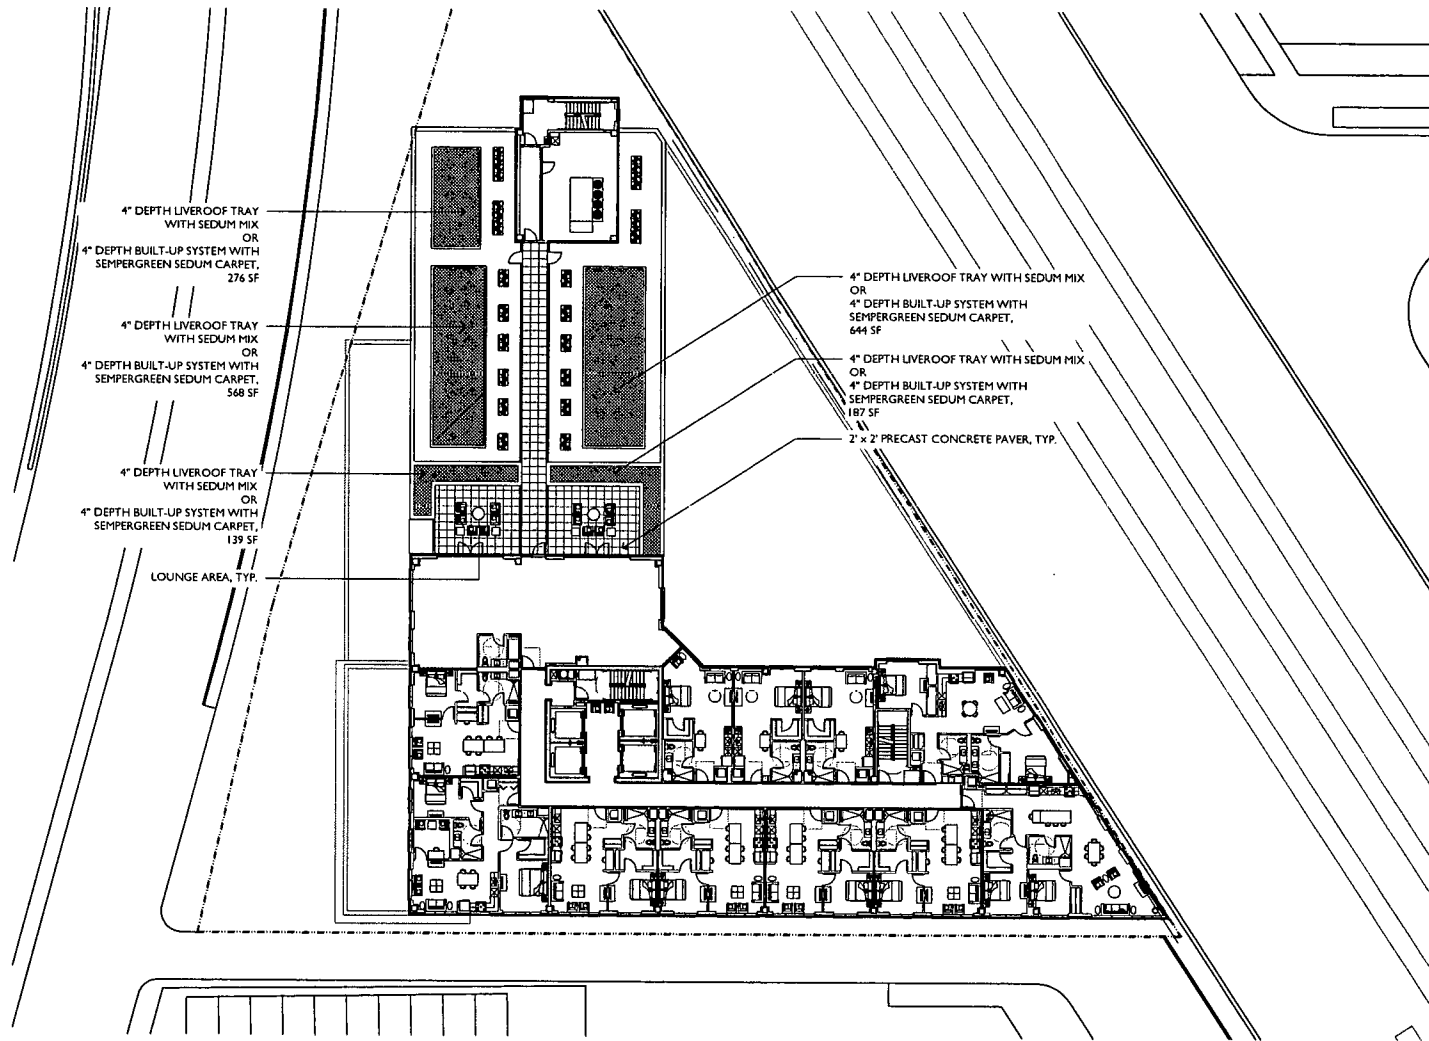 4" DEPTH LIVEROOF TRAY
WITH SEDUM MIX
OR
4" DEPTH BUILT-UP SYSTEM WITH
SEMPERGREEN SEDUM CARPET,
276 SF
4" DEPTH LIVEROOF TRAY
WITH SEDUM MIX
OR
4" DEPTH BUILT-UP SYSTEM WITH
SEMPERGREEN SEDUM CARPET,
568 SF
4" DEPTH LIVEROOF TRAY
WITH SEDUM MIX
OR
4" DEPTH BUILT-UP SYSTEM WITH
SEMPERGREEN SEDUM CARPET,
139 SF
LOUNGE AREA, TYP.
4" DEPTH LIVEROOF TRAY WITH SEDUM MIX
OR
4" DEPTH BUILT-UP SYSTEM WITH
SEMPERGREEN SEDUM CARPET,
644 SF
4" DEPTH LIVEROOF TRAY WITH SEDUM MIX
OR
4" DEPTH BUILT-UP SYSTEM WITH
SEMPERGREEN SEDUM CARPET,
187 SF
2' x 2' PRECAST CONCRETE PAVER, TYP.